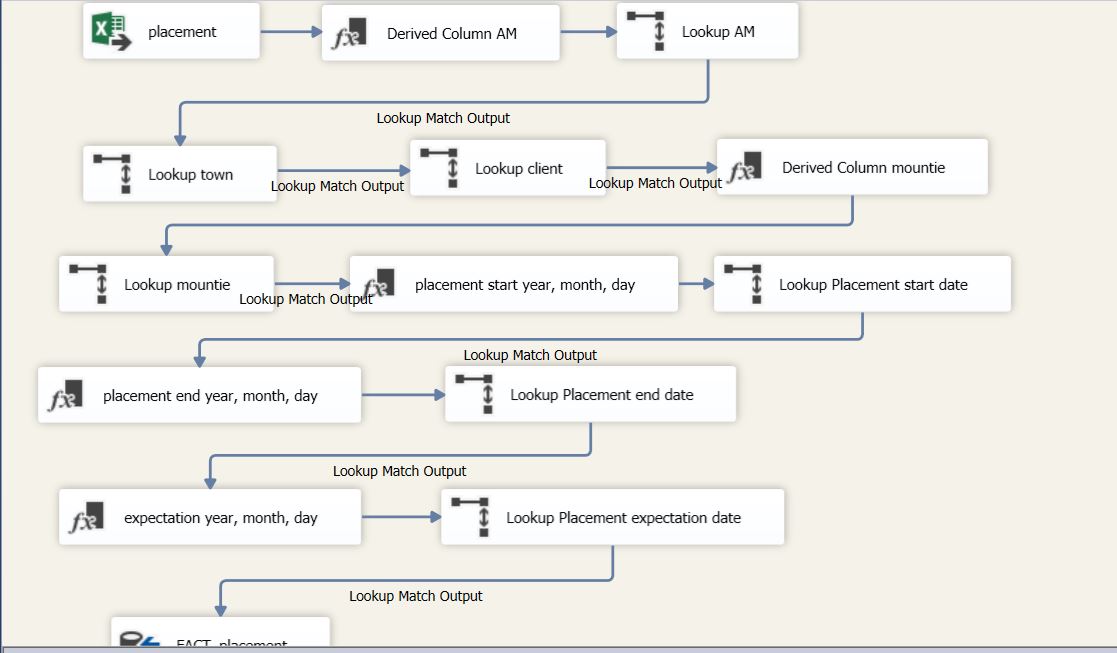 placement
Derived Column AM
Lookup AM
Lookup Match Output
Lookup town
Lookup Match Output
Lookup client
Lookup Match Output
Derived Column mountie
Lookup mountie
Lookup Match Output
placement start year, month, day
Lookup Placement start date
Lookup Match Output
placement end year, month, day
Lookup Placement end date
Lookup Match Output
expectation year, month, day
Lookup Placement expectation date
Lookup Match Output
FACT_placement